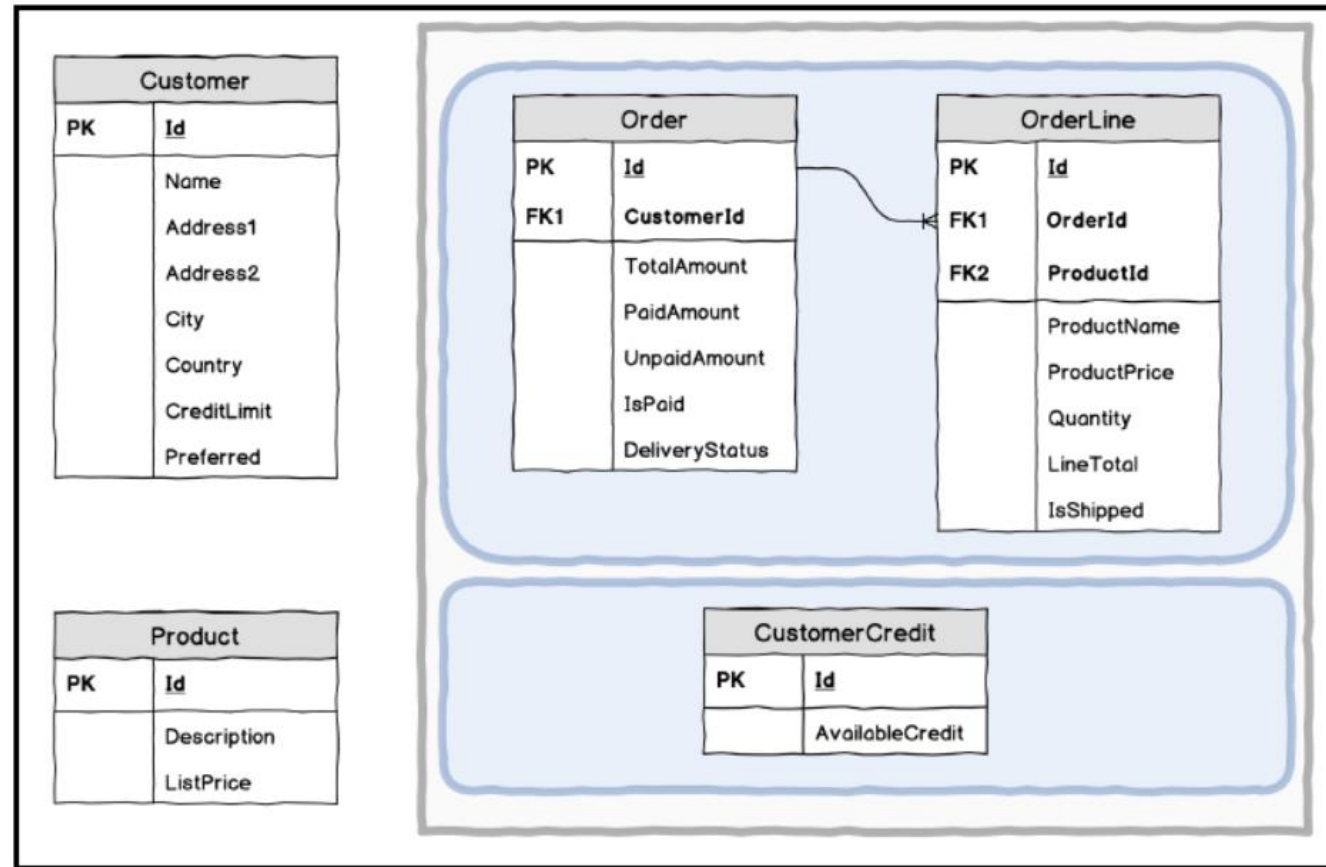 Customer
PK Id
Name
Address1
Address2
City
Country
CreditLimit
Preferred
Order
PK Id
FK1 CustomerId
TotalAmount
PaidAmount
UnpaidAmount
IsPaid
DeliveryStatus
OrderLine
PK Id
FK1 OrderId
FK2 ProductId
ProductName
ProductPrice
Quantity
LineTotal
IsShipped
Product
PK Id
Description
ListPrice
CustomerCredit
PK Id
AvailableCredit